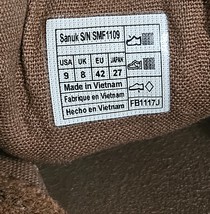 Sanuk S/N SMF1109
USA UK EU JAPAN
9 8 42 27
Made in Vietnam
Fabriqué en Vietnam
Hecho en Vietnam
FB1117J